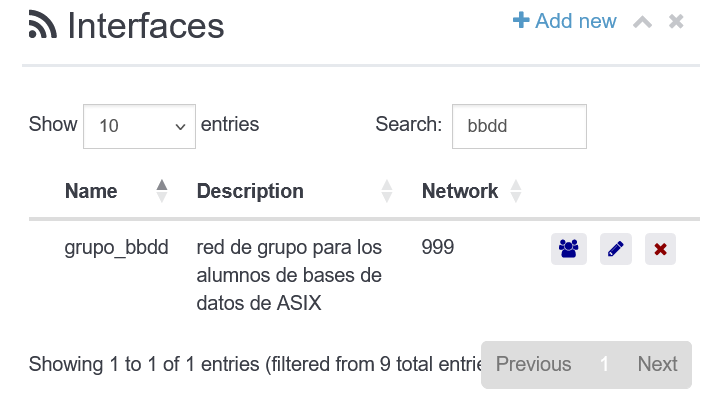 Interfaces
Add new
Show 10 entries
Search: bbdd
Name Description Network
grupo_bbdd red de grupo para los 999
alumnos de bases de
datos de ASIX
Showing 1 to 1 of 1 entries (filtered from 9 total entrie
Previous 1 Next